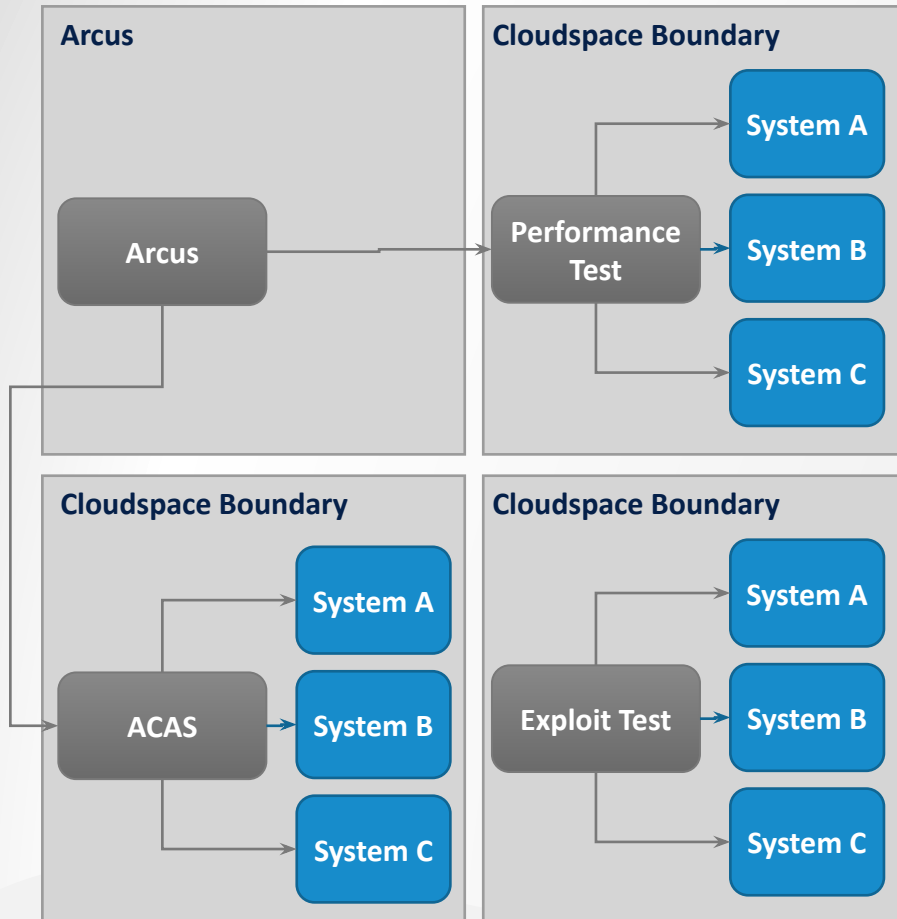 Arcus
Arcus
Cloudspace Boundary
System A
Performance
Test
System B
System C
Cloudspace Boundary
System A
ACAS
System B
System C
Cloudspace Boundary
System A
Exploit Test
System B
System C